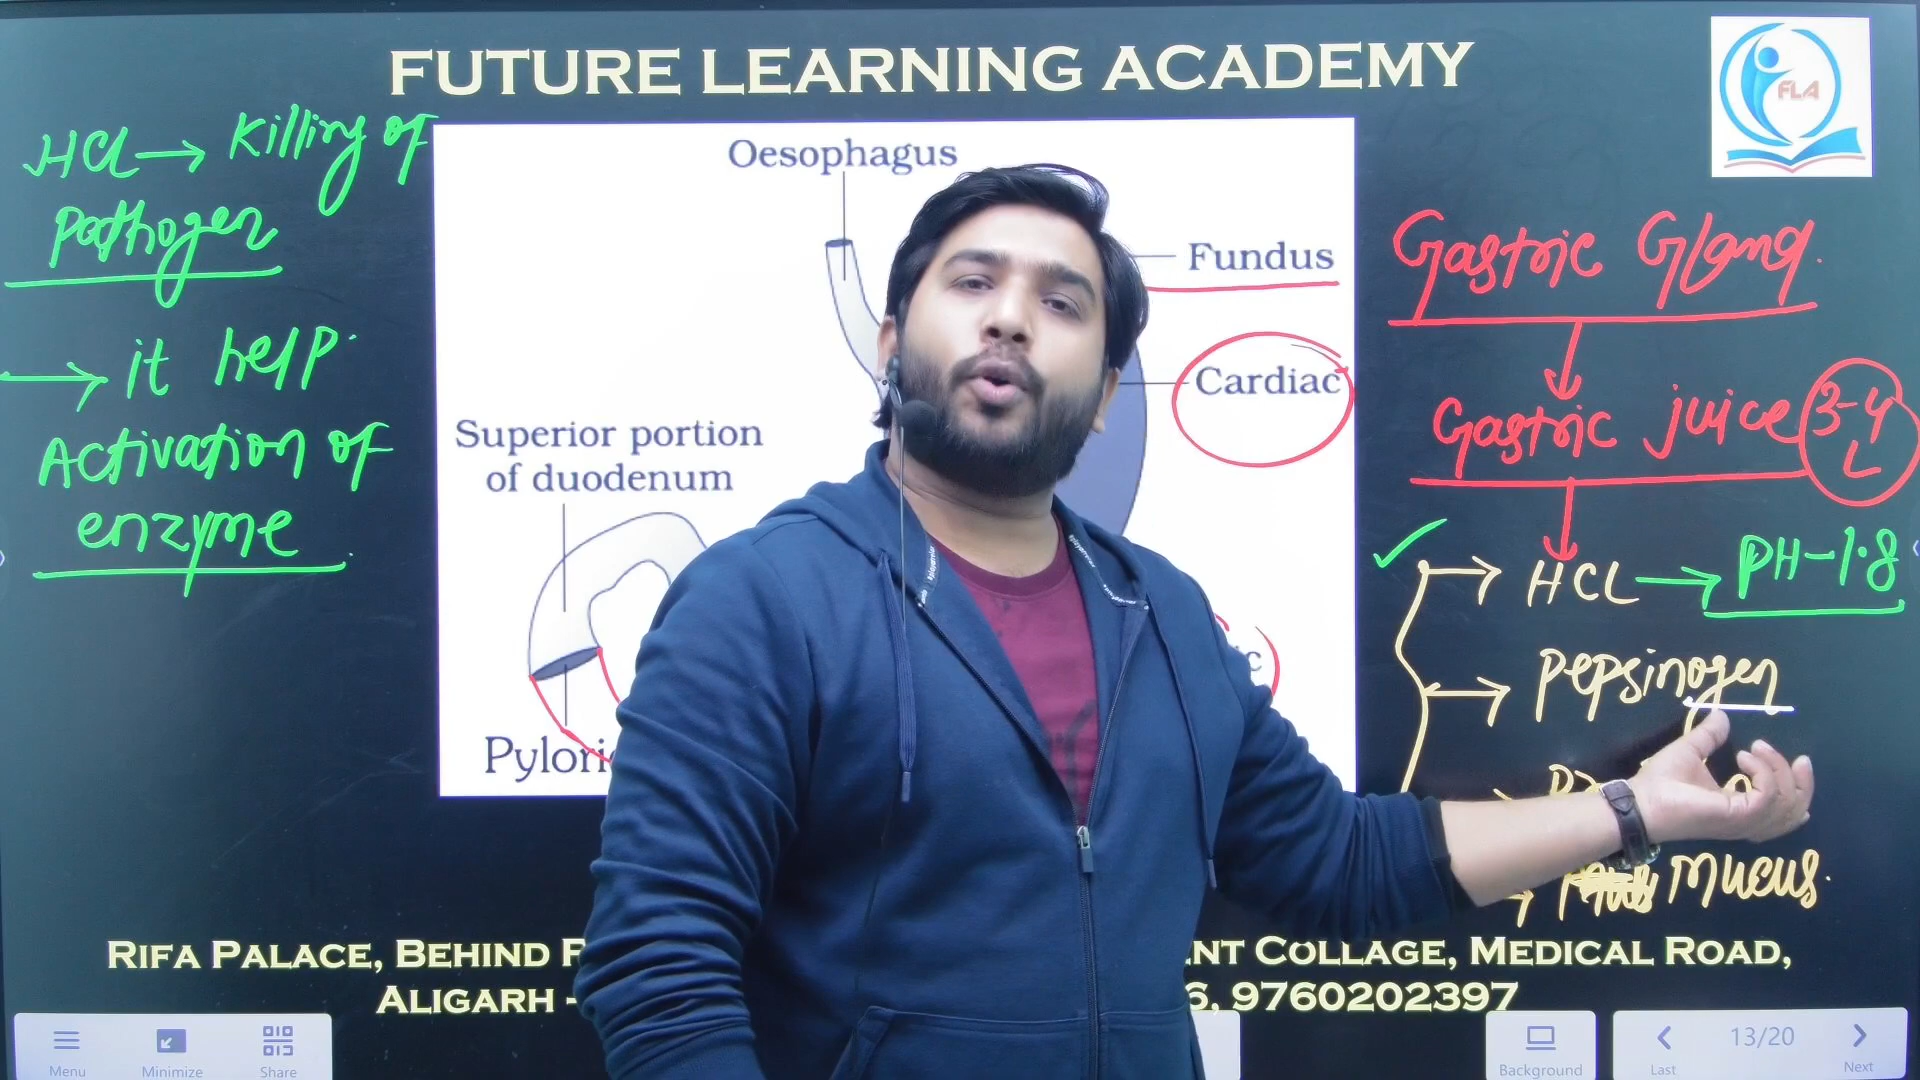 FUTURE LEARNING ACADEMY
FLA
HCl → Killing of
pathogen
→ it help
Activation of
enzyme
Oesophagus
Fundus
Cardiac
Superior portion
of duodenum
Pylori
ic
Gastric Gland.
Gastric juice 3-4
L
HCL → PH-1.8
pepsinogen
Mucus.
RIFA PALACE, BEHIND
NT COLLAGE, MEDICAL ROAD,
ALIGARH -
6, 9760202397
Menu
Minimize
Share
Background
Last
13/20
Next